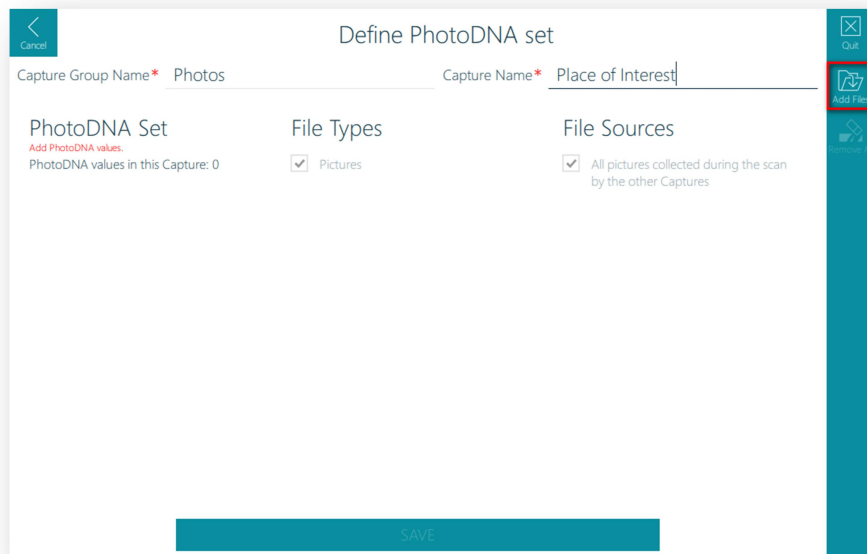 Define PhotoDNA set
Cancel
Quit
Capture Group Name* Photos
Capture Name* Place of Interest
Add Files
PhotoDNA Set
Add PhotoDNA values.
PhotoDNA values in this Capture: 0
File Types
Pictures
File Sources
All pictures collected during the scan
by the other Captures
Remove A
SAVE